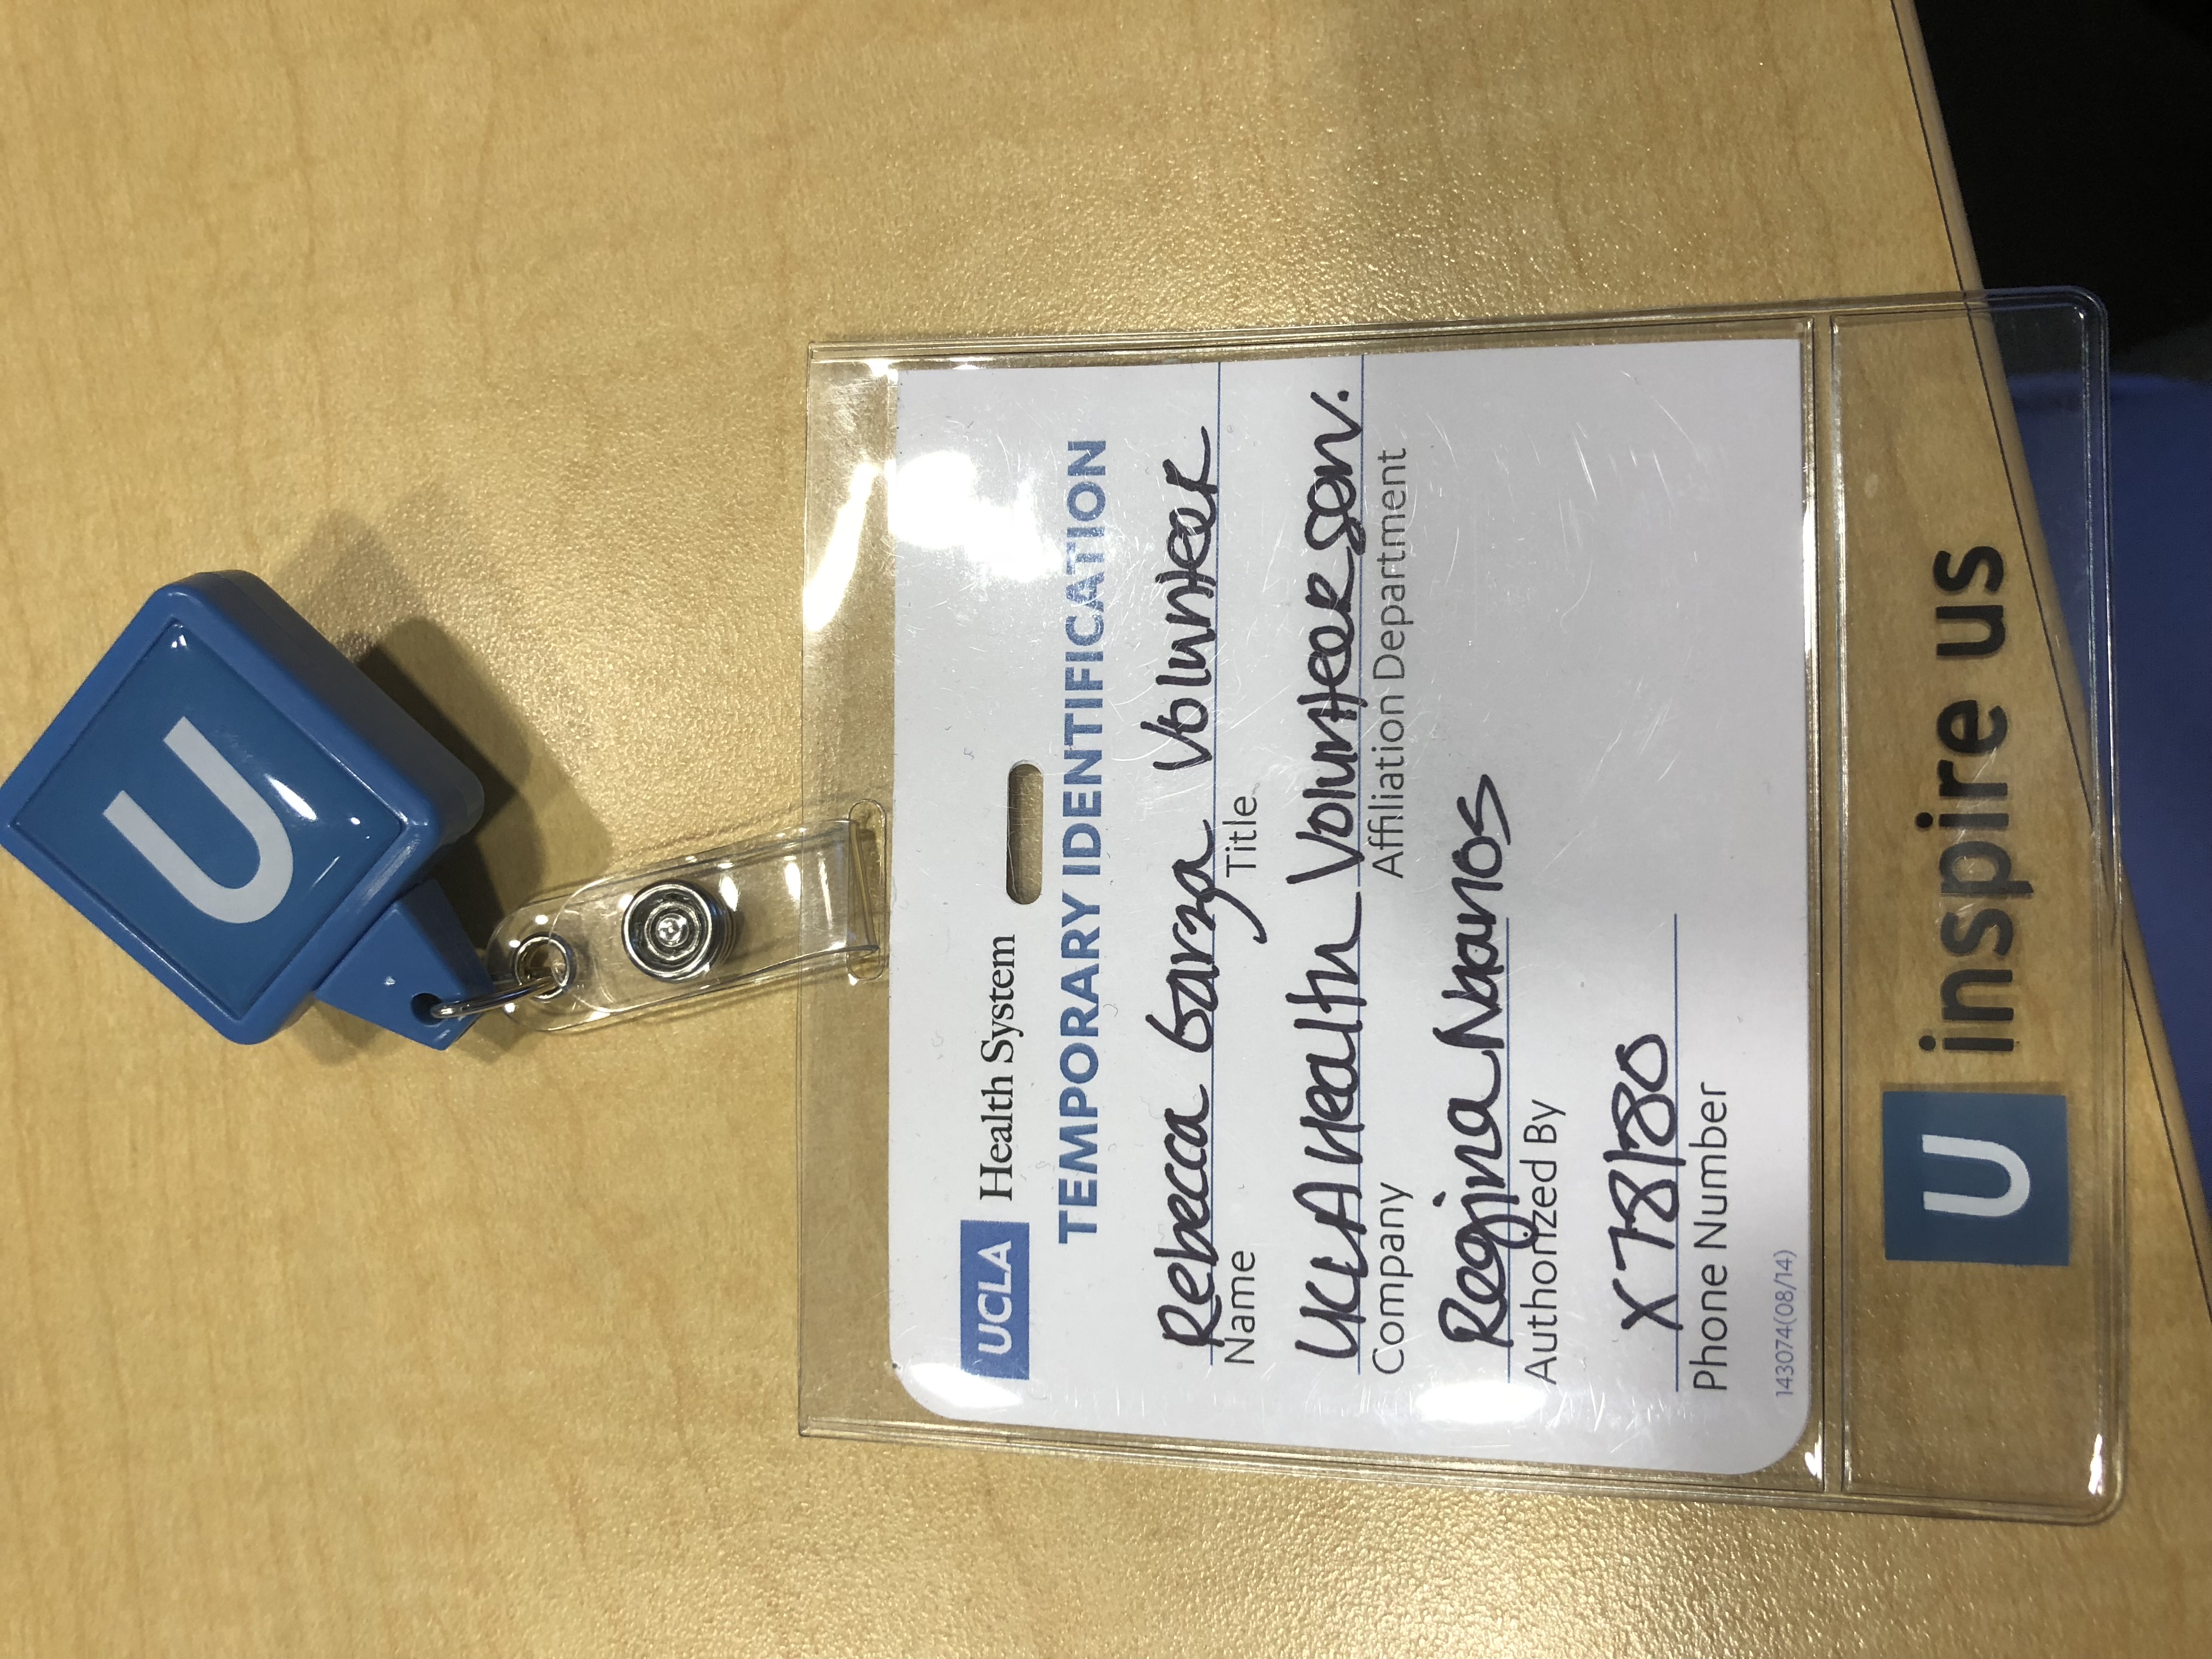 U
UCLA Health System
TEMPORARY IDENTIFICATION
Rebecca Garza Volunteer
Name Title
UCLA Health Volunteer serv.
Company Affiliation Department
Regina Naanos
Authorized By
X78180
Phone Number
143074(08/14)
U inspire us